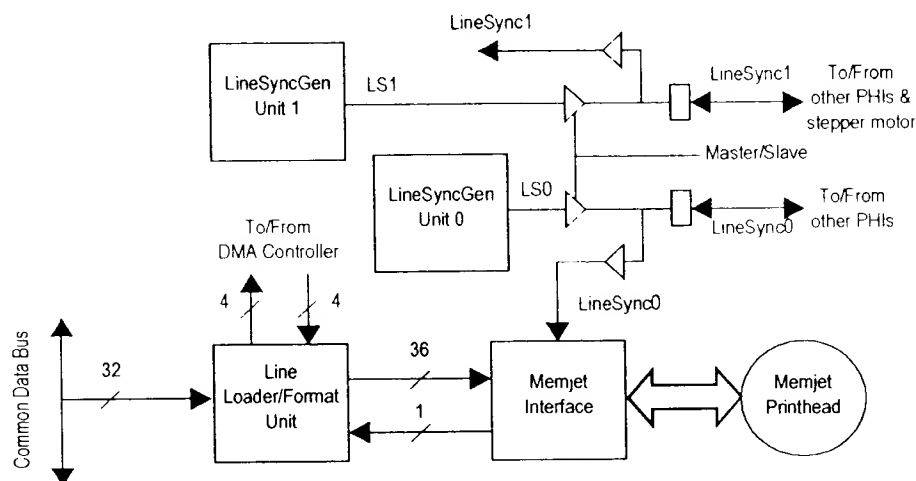 LineSync1
LineSyncGen
Unit 1
LS1
LineSync1
To/From
other PHIs &
stepper motor
Master/Slave
LineSyncGen
Unit 0
LS0
LineSync0
To/From
other PHIs
To/From
DMA Controller
4
4
LineSync0
Common Data Bus
32
Line
Loader/Format
Unit
36
1
Memjet
Interface
Memjet
Printhead